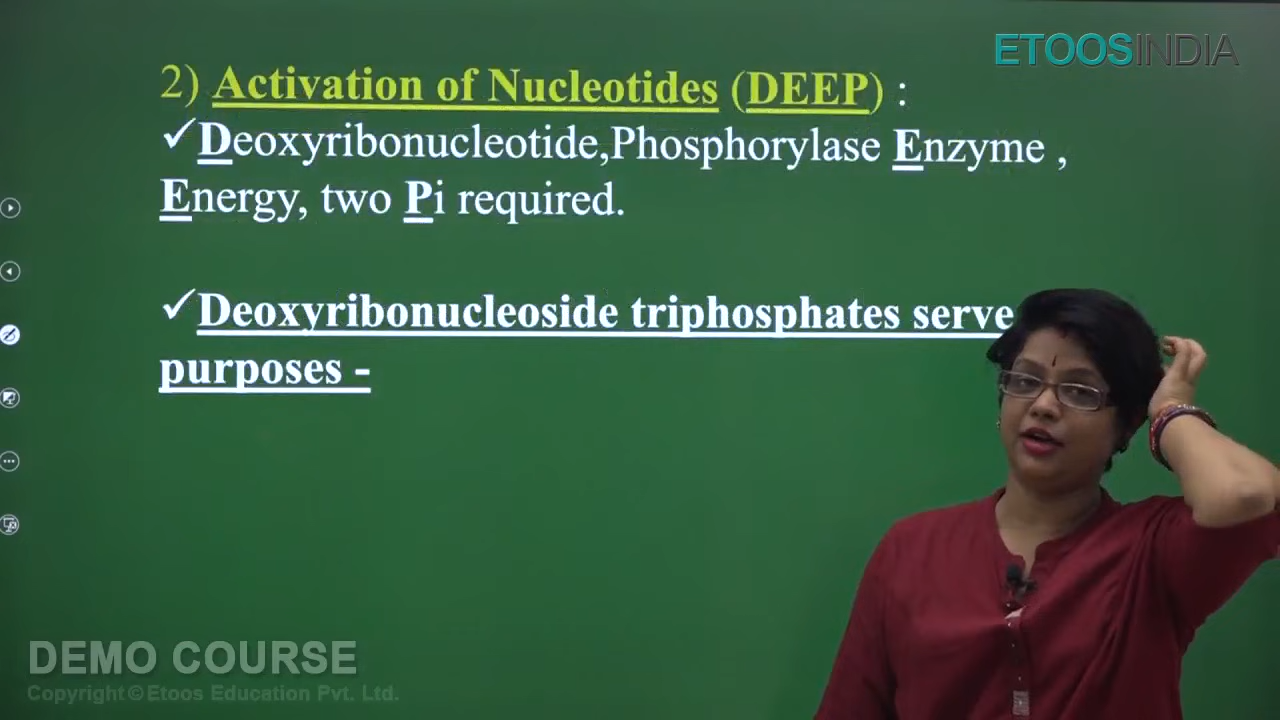 ETOOSINDIA
2) Activation of Nucleotides (DEEP) :
✓Deoxyribonucleotide,Phosphorylase Enzyme ,
Energy, two Pi required.
✓Deoxyribonucleoside triphosphates serve
purposes -
DEMO COURSE
Copyright©Etoos Education Pvt. Ltd.